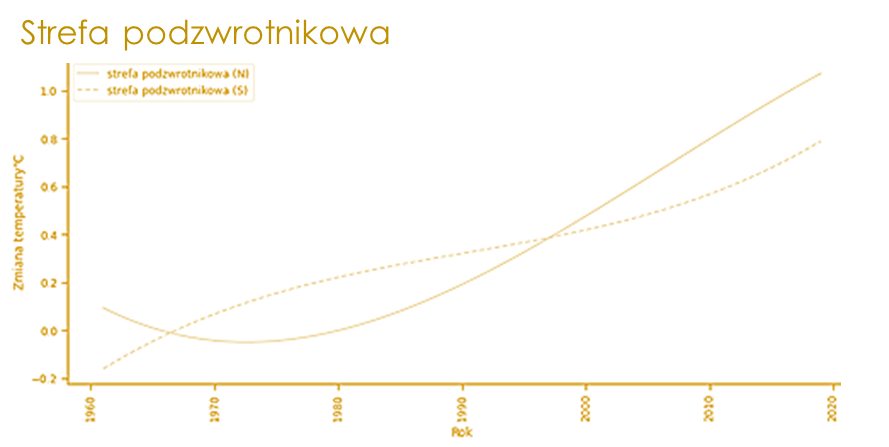 Strefa podzwrotnikowa
strefa podzwrotnikowa (N)
strefa podzwrotnikowa (S)
Zmiana temperatury°C
1.0
0.8
0.6
0.4
0.2
0.0
−0.2
1960
1970
1980
1990
2000
2010
2020
Rok